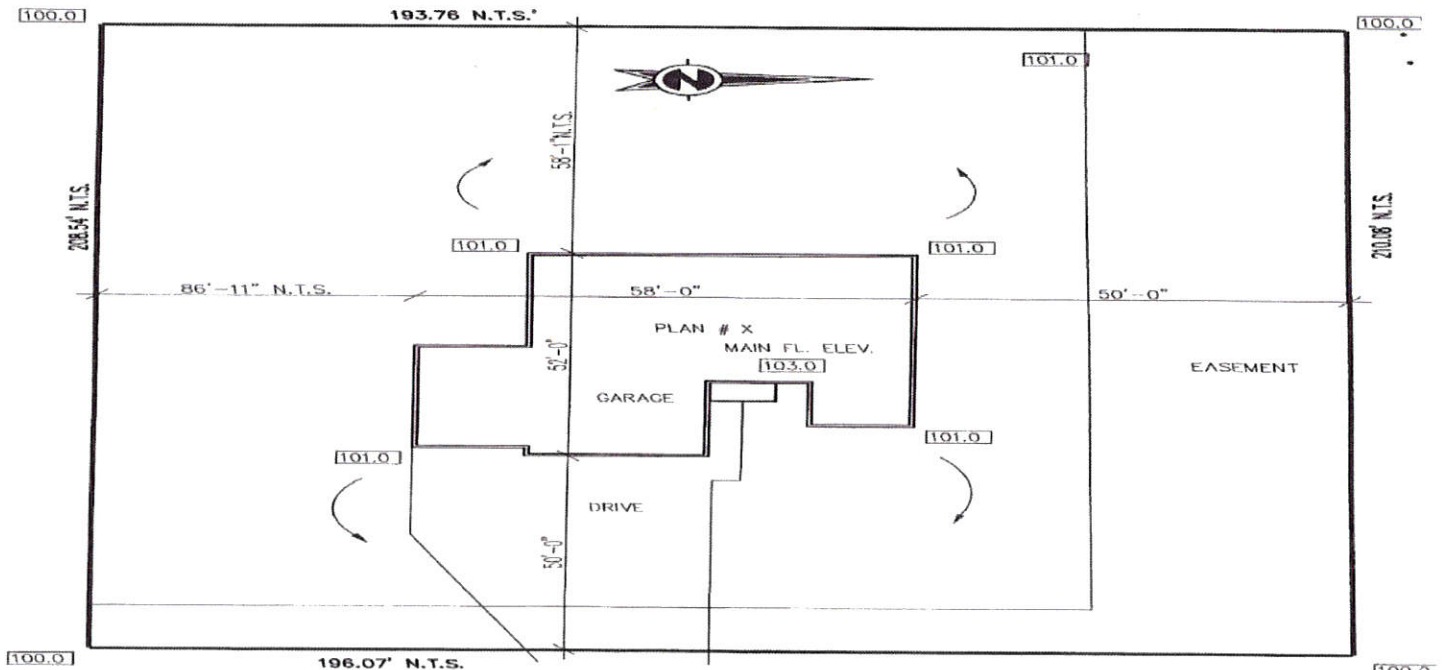 100.0
193.76 N.T.S.'
100.0
101.0
N
58'-1"N.T.S.
208.54' N.T.S.
210.08' N.T.S.
101.0
101.0
86'-11" N.T.S.
58'-0"
50'-0"
PLAN # X
MAIN FL. ELEV.
103.0
52'-0"
EASEMENT
GARAGE
101.0
101.0
DRIVE
50'-0"
100.0
196.07' N.T.S.